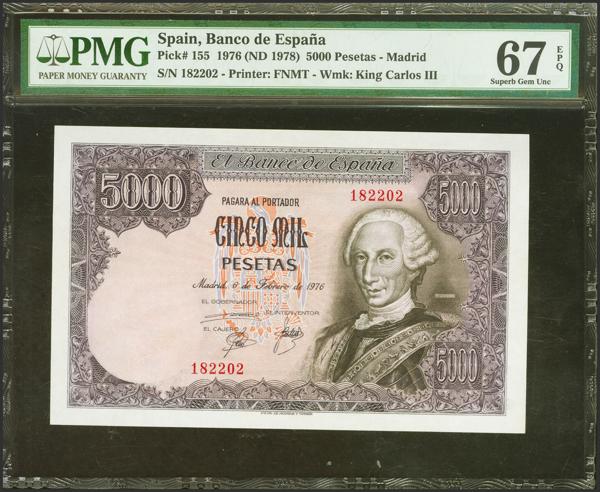 PMG
PAPER MONEY GUARANTY
Spain, Banco de España
Pick# 155 1976 (ND 1978) 5000 Pesetas - Madrid
S/N 182202 - Printer: FNMT - Wmk: King Carlos III
67 EPQ
Superb Gem Unc
El Banco de España
5000
PAGARA AL PORTADOR
182202
5000
CINCO MIL
PESETAS
Madrid, 6 de Febrero de 1976
EL GOBERNADOR
EL INTERVENTOR
EL CAJERO
182202
5000